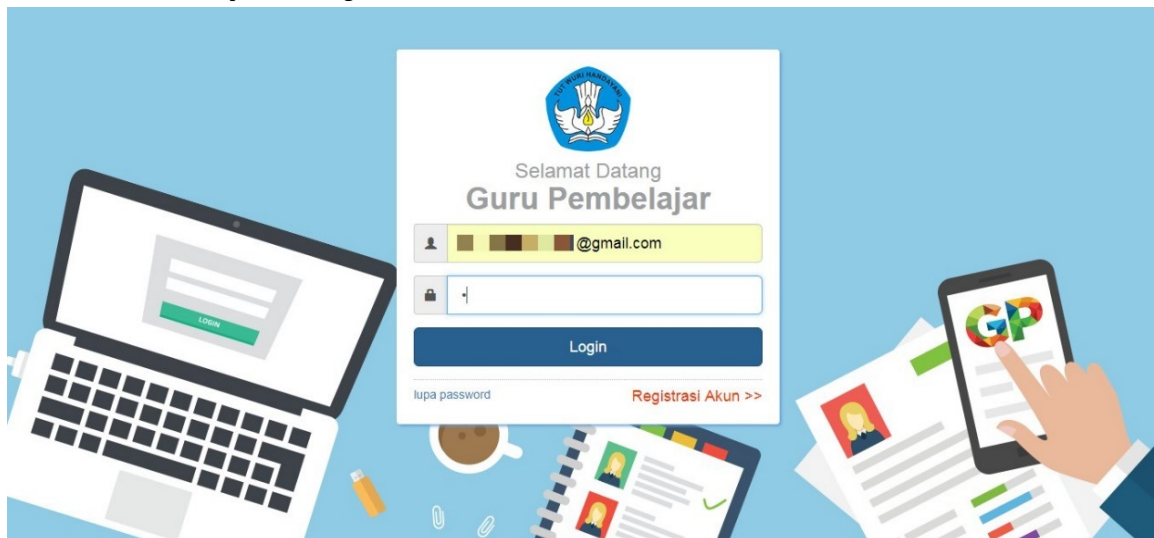 TUT WURI HANDAYANI
Selamat Datang
Guru Pembelajar
@gmail.com
Login
lupa password
Registrasi Akun >>
LOGIN
GP